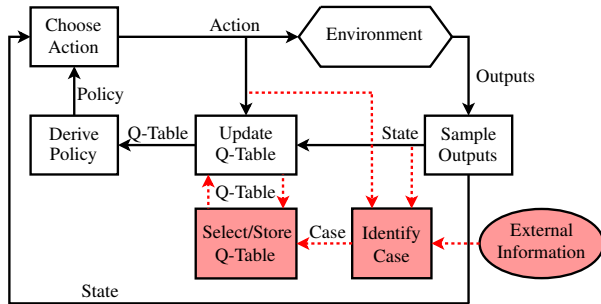 Choose
Action
Action
Environment
Outputs
Policy
Derive
Policy
Q-Table
Update
Q-Table
State
Sample
Outputs
Q-Table
Select/Store
Q-Table
Case
Identify
Case
External
Information
State